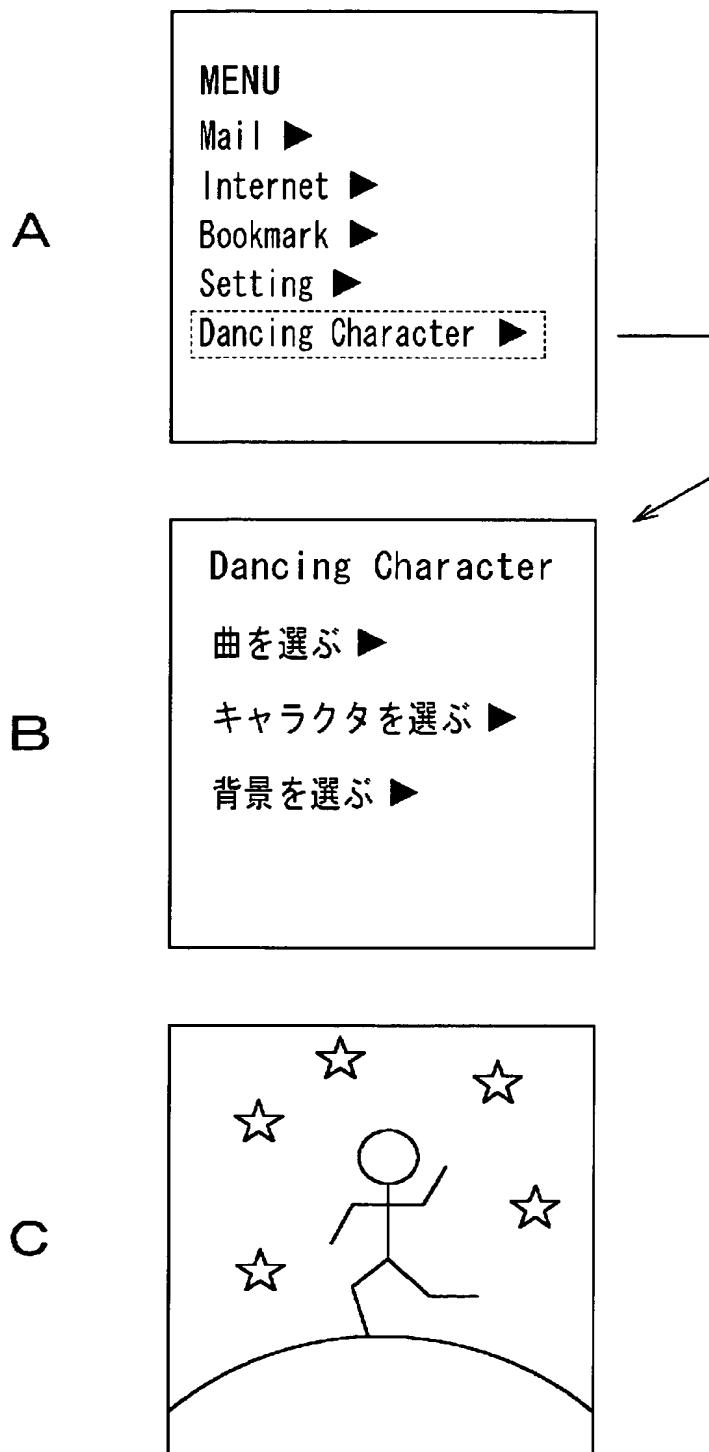 A
MENU
Mail ▶
Internet ▶
Bookmark ▶
Setting ▶
Dancing Character ▶
B
Dancing Character
曲を選ぶ ▶
キャラクタを選ぶ ▶
背景を選ぶ ▶
C